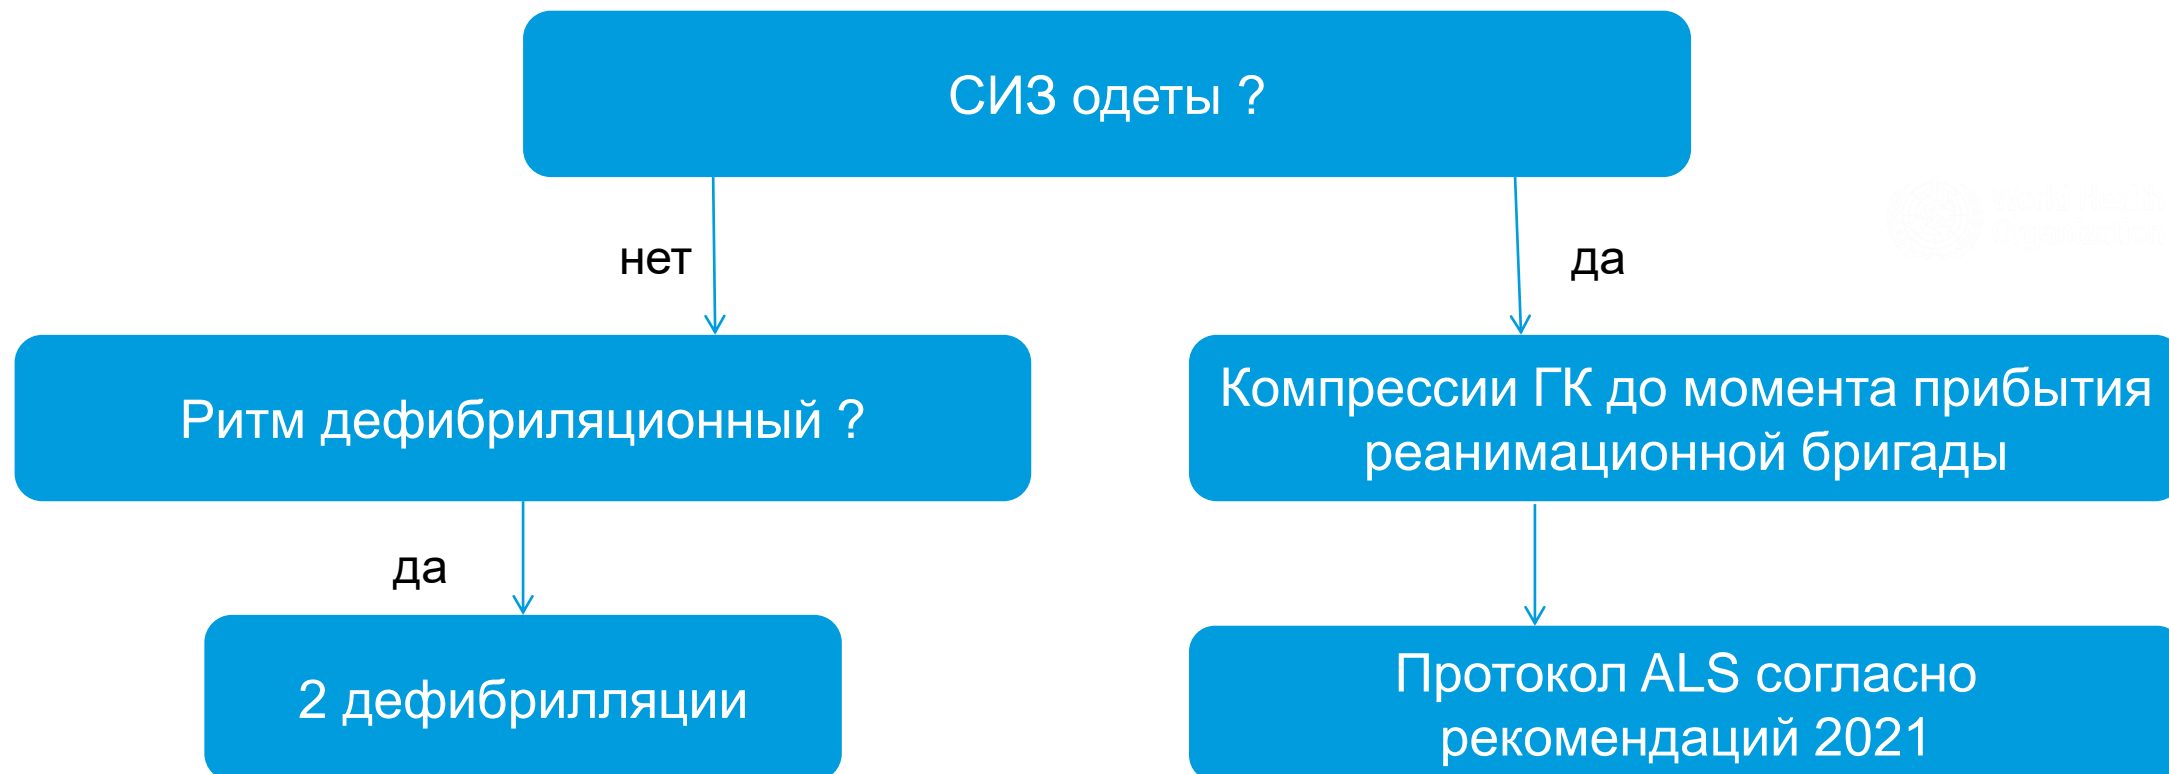 СИЗ одеты ?
нет
да
Ритм дефибриляционный ?
Компрессии ГК до момента прибытия
реанимационной бригады
да
2 дефибрилляции
Протокол ALS согласно
рекомендаций 2021